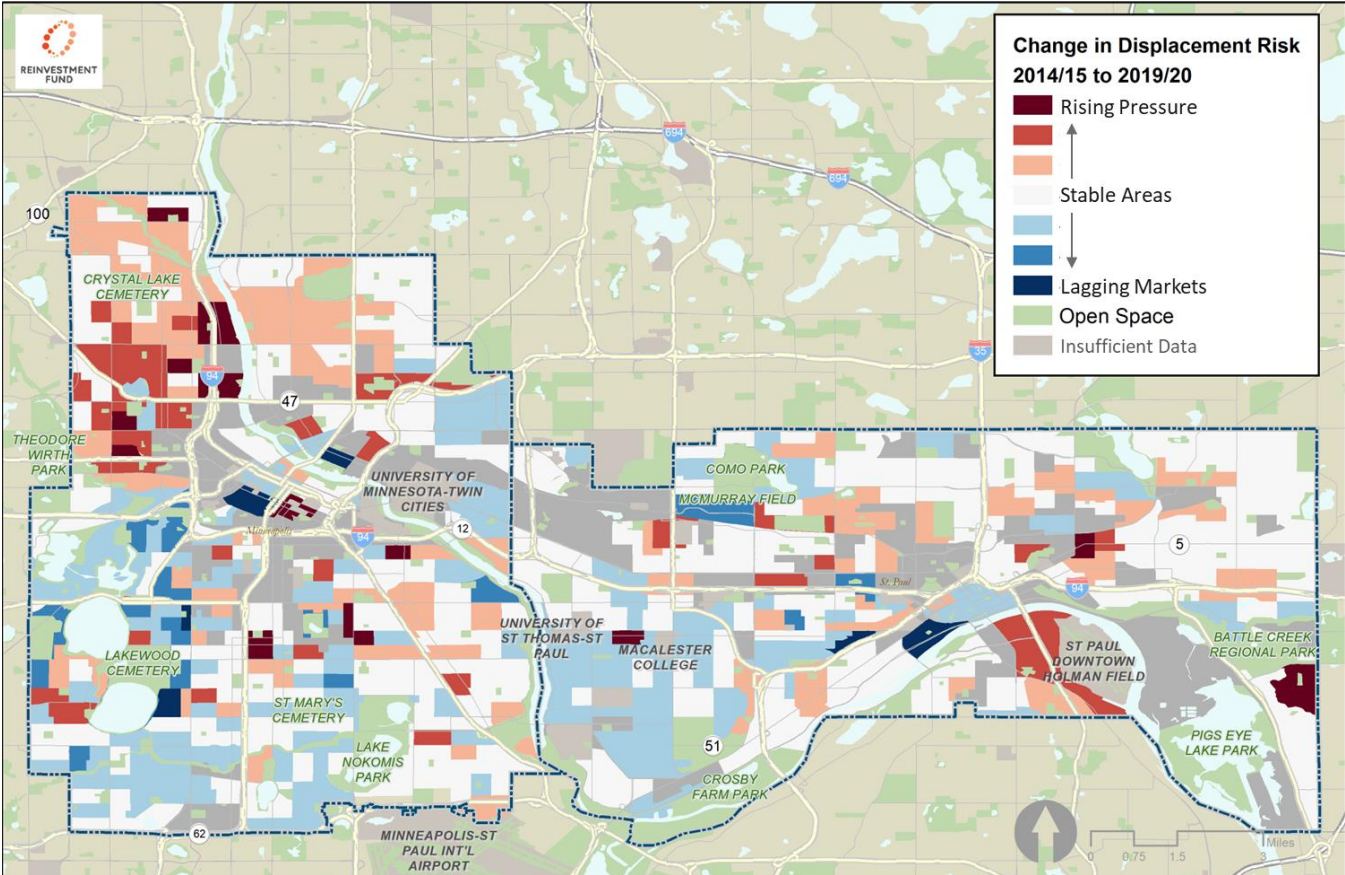 REINVESTMENT
FUND
Change in Displacement Risk
2014/15 to 2019/20
Rising Pressure
Stable Areas
Lagging Markets
Open Space
Insufficient Data
694
694
100
CRYSTAL LAKE
CEMETERY
35
94
47
THEODORE
WIRTH
PARK
UNIVERSITY OF
MINNESOTA-TWIN
CITIES
COMO PARK
MCMURRAY FIELD
Minneapolis
94
12
5
St. Paul
94
UNIVERSITY OF
ST THOMAS-ST
PAUL
MACALESTER
COLLEGE
LAKEWOOD
CEMETERY
ST PAUL
DOWNTOWN
HOLMAN FIELD
BATTLE CREEK
REGIONAL PARK
ST MARY'S
CEMETERY
LAKE
NOKOMIS
PARK
51
PIGS EYE
LAKE PARK
CROSBY
FARM PARK
62
MINNEAPOLIS-ST
PAUL INT'L
AIRPORT
0 0.75 1.5 3
Miles